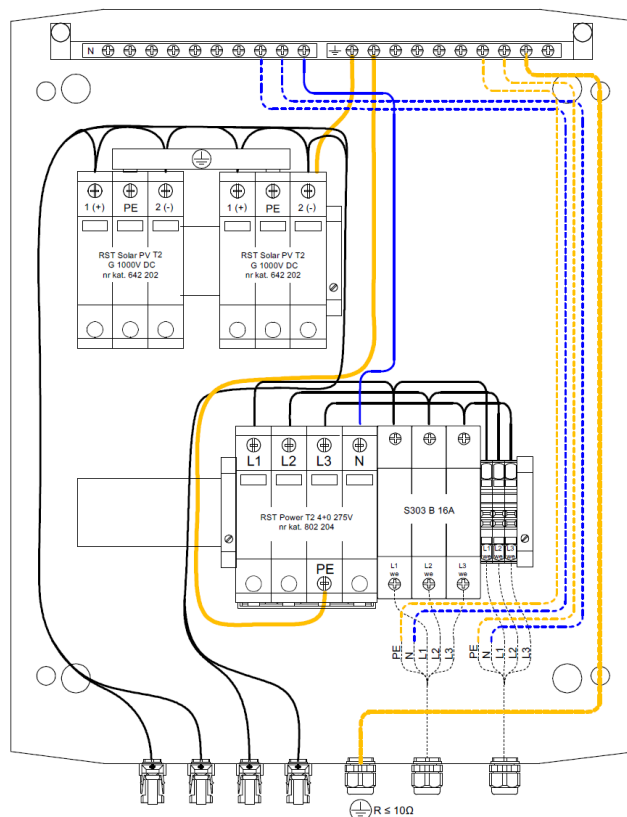 N
1 (+) PE 2 (-)
1 (+) PE 2 (-)
RST Solar PV T2
G 1000V DC
nr kat. 642 202
RST Solar PV T2
G 1000V DC
nr kat. 642 202
L1 L2 L3 N
RST Power T2 4+0 275V
nr kat. 802 204
S303 B 16A
PE
L1
we
L2
we
L3
we
L1
we
L2
we
L3
we
PE
N
L1
L2
L3
PE
N
L1
L2
L3
R ≤ 10Ω